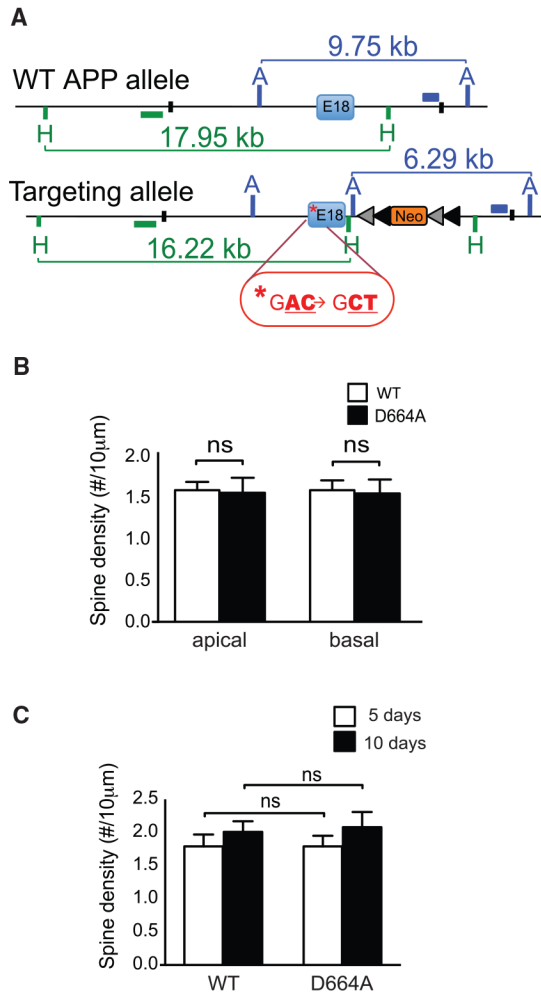 A
9.75 kb
WT APP allele
A
A
E18
H
H
17.95 kb
6.29 kb
Targeting allele
A
A
A
*E18
Neo
H
H
H
16.22 kb
* GAC→ GCT
B
WT
D664A
Spine density (#/10μm)
2.0
1.5
1.0
0.5
0.0
ns
ns
apical
basal
C
5 days
10 days
Spine density (#/10μm)
2.5
2.0
1.5
1.0
0.5
0.0
ns
ns
WT
D664A